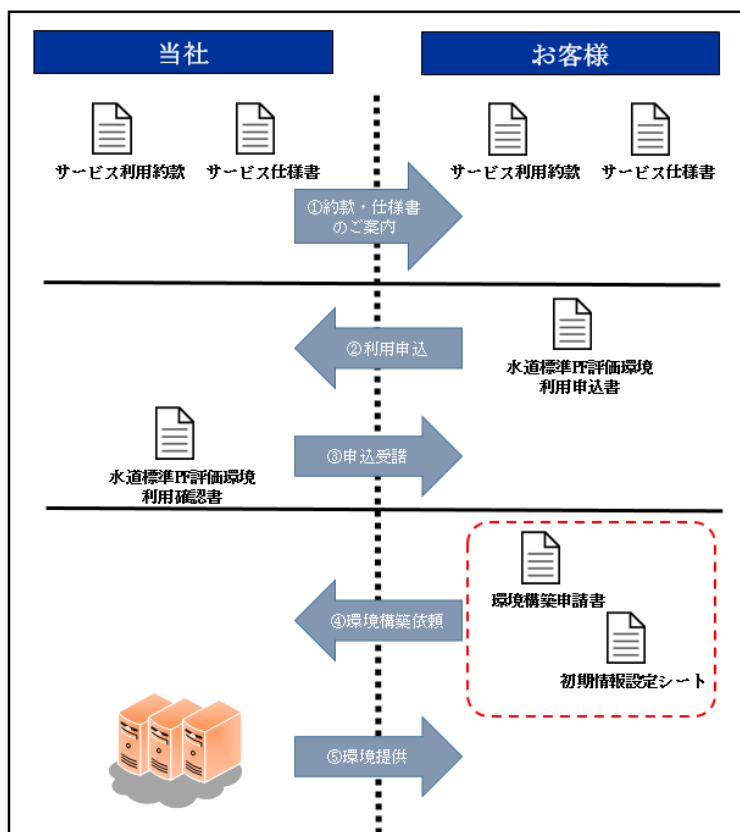 当社
お客様
サービス利用約款
サービス仕様書
サービス利用約款
サービス仕様書
①約款・仕様書
のご案内
②利用申込
水道標準PF評価環境
利用申込書
③申込受諾
水道標準PF評価環境
利用確認書
環境構築申請書
④環境構築依頼
初期情報設定シート
⑤環境提供